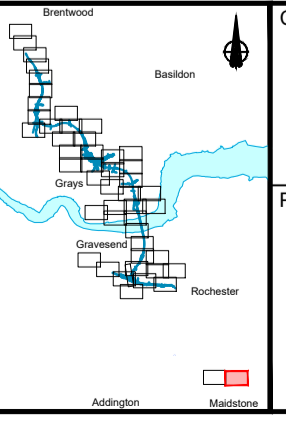 Brentwood
Basildon
Grays
Gravesend
Rochester
Addington
Maidstone